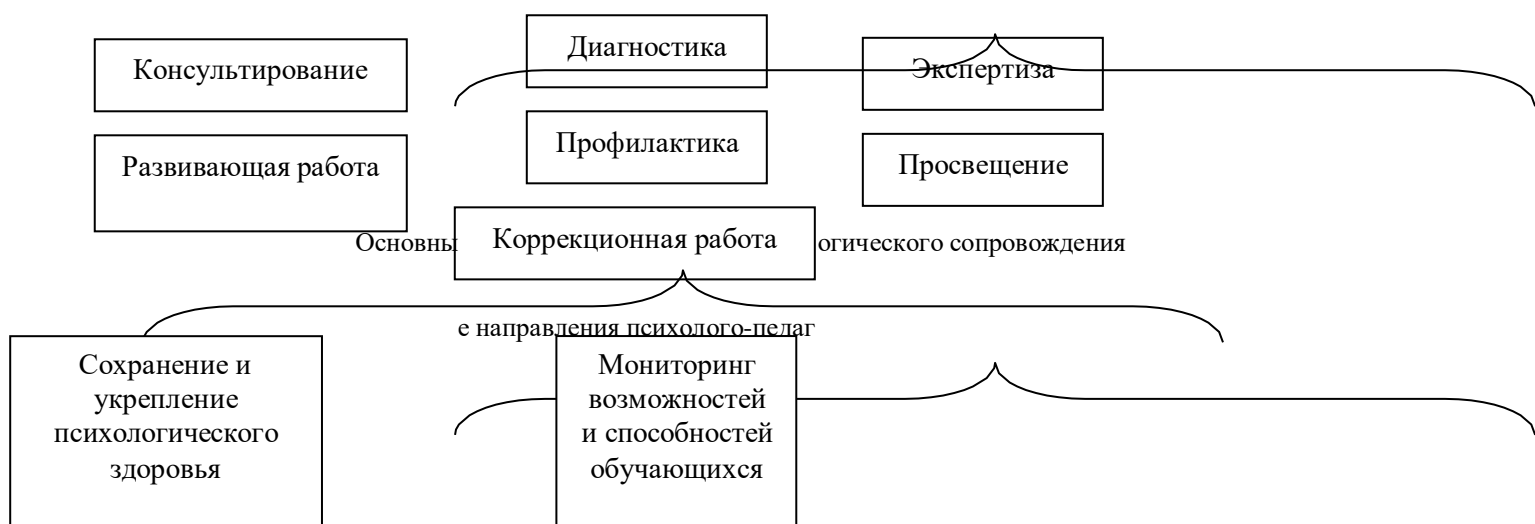 Диагностика
Консультирование
Экспертиза
Профилактика
Развивающая работа
Просвещение
Коррекционная работа
Основны
огического сопровождения
е направления психолого-педаг
Сохранение и
укрепление
психологического
здоровья
Мониторинг
возможностей
и способностей
обучающихся